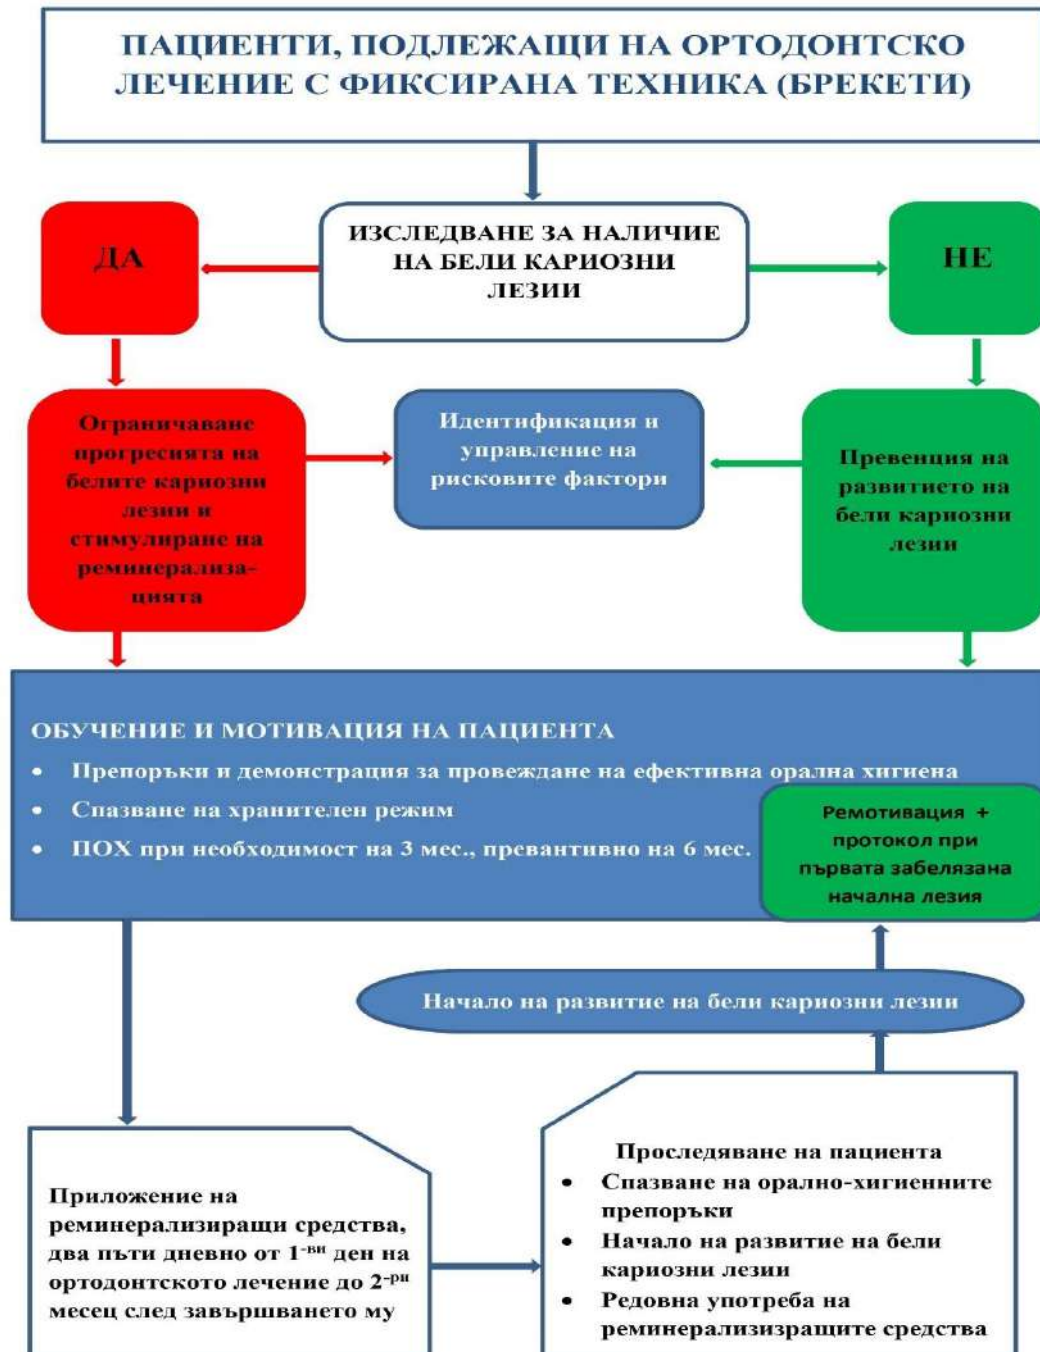 ПАЦИЕНТИ, ПОДЛЕЖАЩИ НА ОРТОДОНТСКО
ЛЕЧЕНИЕ С ФИКСИРАНА ТЕХНИКА (БРЕКЕТИ)
ДА
ИЗСЛЕДВАНЕ ЗА НАЛИЧИЕ
НА БЕЛИ КАРИОЗНИ
ЛЕЗИИ
НЕ
Ограничаване
прогресията на
белите кариозни
лезии и
стимулиране на
реминерализа-
цията
Идентификация и
управление на
рисковите фактори
Превенция на
развитието на
бели кариозни
лезии
ОБУЧЕНИЕ И МОТИВАЦИЯ НА ПАЦИЕНТА
• Препоръки и демонстрация за провеждане на ефективна орална хигиена
• Спазване на хранителен режим
• ПОХ при необходимост на 3 мес., превантивно на 6 мес.
Ремотивация +
протокол при
първата забелязана
начална лезия
Начало на развитие на бели кариозни лезии
Приложение на
реминерализиращи средства,
два пъти дневно от 1-ви ден на
ортодонтското лечение до 2-ри
месец след завършването му
Проследяване на пациента
• Спазване на орално-хигиенните
препоръки
• Начало на развитие на бели
кариозни лезии
• Редовна употреба на
реминерализизращите средства